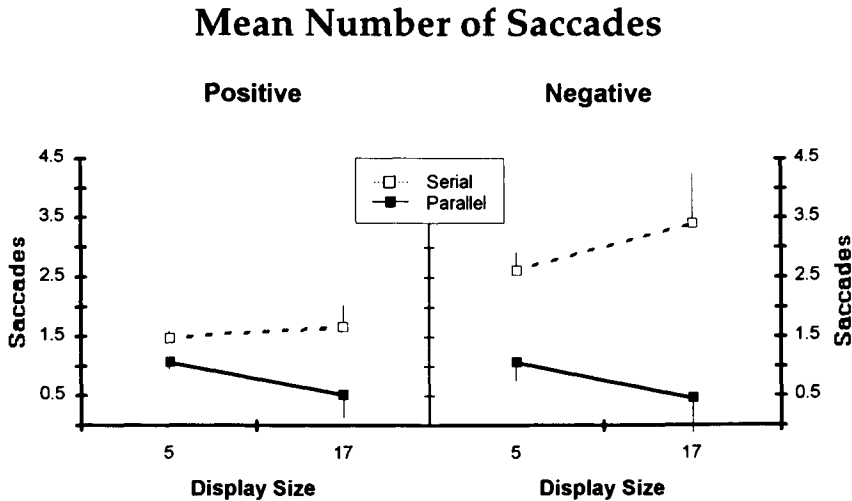 Mean Number of Saccades
Positive
Negative
4.5
3.5
2.5
1.5
0.5
Saccades
Serial
Parallel
4.5
3.5
2.5
1.5
0.5
Saccades
5
17
5
17
Display Size
Display Size